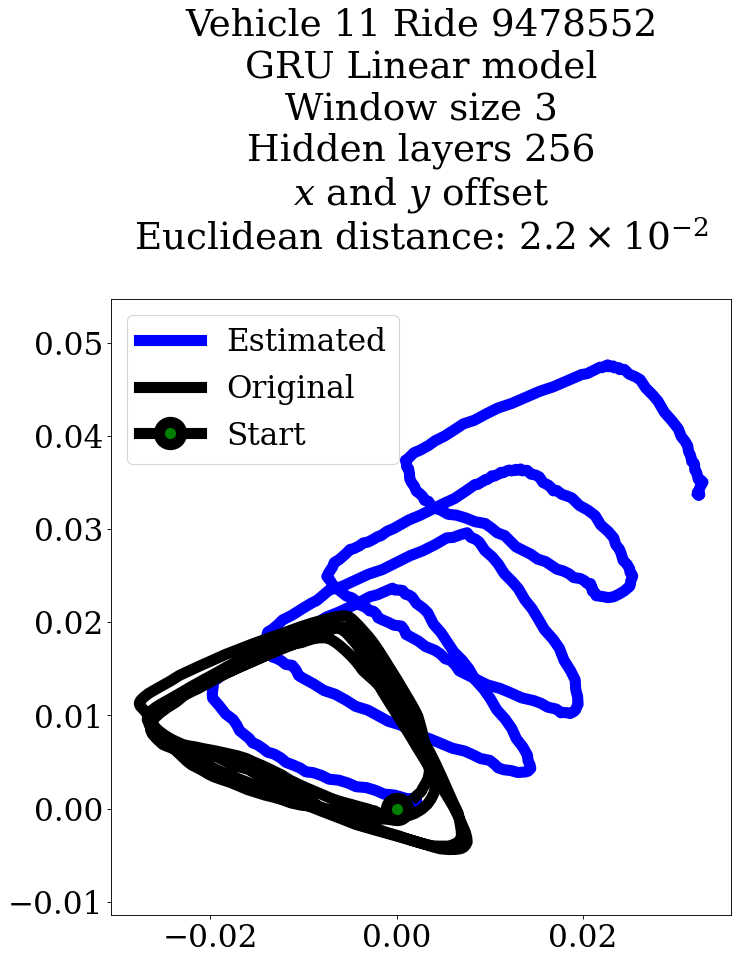 Vehicle 11 Ride 9478552
GRU Linear model
Window size 3
Hidden layers 256
x and y offset
Euclidean distance: 2.2 × 10⁻²
Estimated
Original
Start
0.05
0.04
0.03
0.02
0.01
0.00
−0.01
−0.02
0.00
0.02